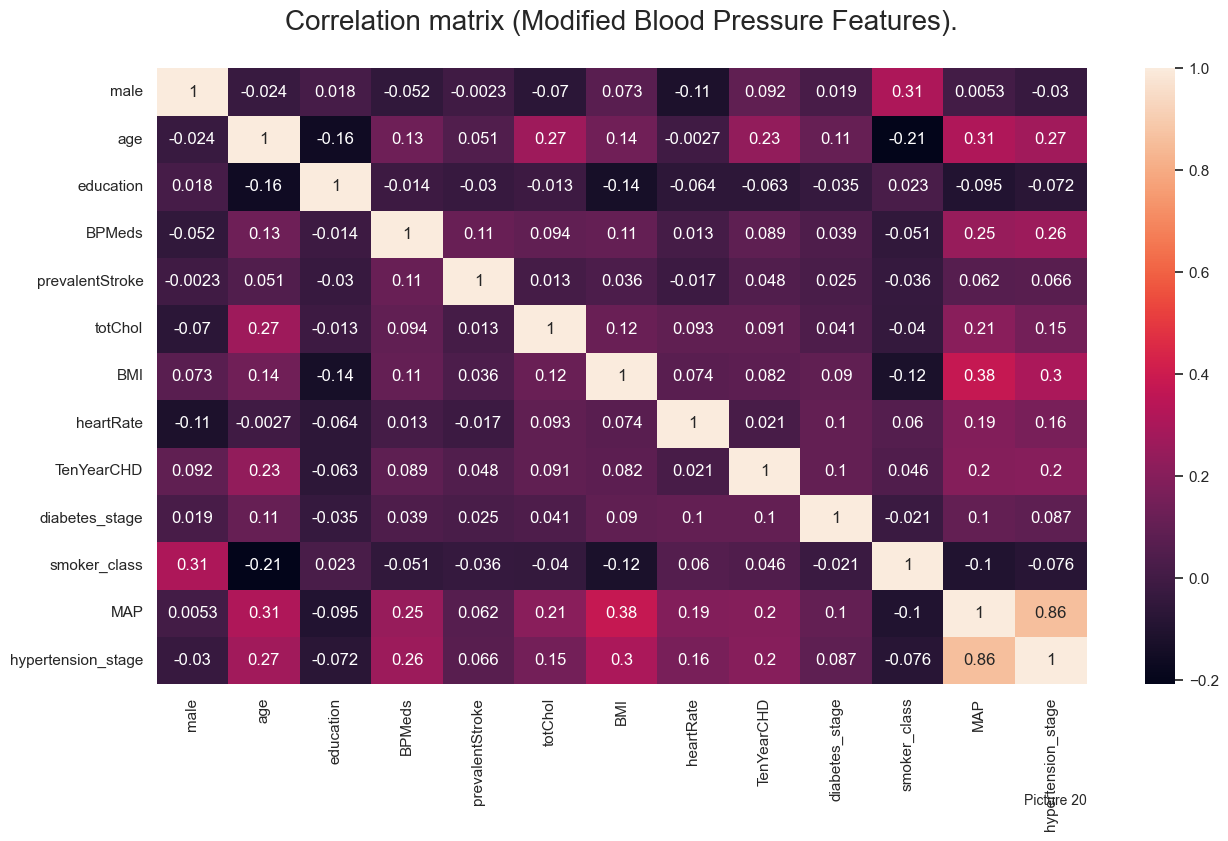 Correlation matrix (Modified Blood Pressure Features).
male 1 -0.024 0.018 -0.052 -0.0023 -0.07 0.073 -0.11 0.092 0.019 0.31 0.0053 -0.03
age -0.024 1 -0.16 0.13 0.051 0.27 0.14 -0.0027 0.23 0.11 -0.21 0.31 0.27
education 0.018 -0.16 1 -0.014 -0.03 -0.013 -0.14 -0.064 -0.063 -0.035 0.023 -0.095 -0.072
BPMeds -0.052 0.13 -0.014 1 0.11 0.094 0.11 0.013 0.089 0.039 -0.051 0.25 0.26
prevalentStroke -0.0023 0.051 -0.03 0.11 1 0.013 0.036 -0.017 0.048 0.025 -0.036 0.062 0.066
totChol -0.07 0.27 -0.013 0.094 0.013 1 0.12 0.093 0.091 0.041 -0.04 0.21 0.15
BMI 0.073 0.14 -0.14 0.11 0.036 0.12 1 0.074 0.082 0.09 -0.12 0.38 0.3
heartRate -0.11 -0.0027 -0.064 0.013 -0.017 0.093 0.074 1 0.021 0.1 0.06 0.19 0.16
TenYearCHD 0.092 0.23 -0.063 0.089 0.048 0.091 0.082 0.021 1 0.1 0.046 0.2 0.2
diabetes_stage 0.019 0.11 -0.035 0.039 0.025 0.041 0.09 0.1 0.1 1 -0.021 0.1 0.087
smoker_class 0.31 -0.21 0.023 -0.051 -0.036 -0.04 -0.12 0.06 0.046 -0.021 1 -0.1 -0.076
MAP 0.0053 0.31 -0.095 0.25 0.062 0.21 0.38 0.19 0.2 0.1 -0.1 1 0.86
hypertension_stage -0.03 0.27 -0.072 0.26 0.066 0.15 0.3 0.16 0.2 0.087 -0.076 0.86 1
male
age
education
BPMeds
prevalentStroke
totChol
BMI
heartRate
TenYearCHD
diabetes_stage
smoker_class
MAP
hypertension_stage
1.0
0.8
0.6
0.4
0.2
0.0
−0.2
Picture 20